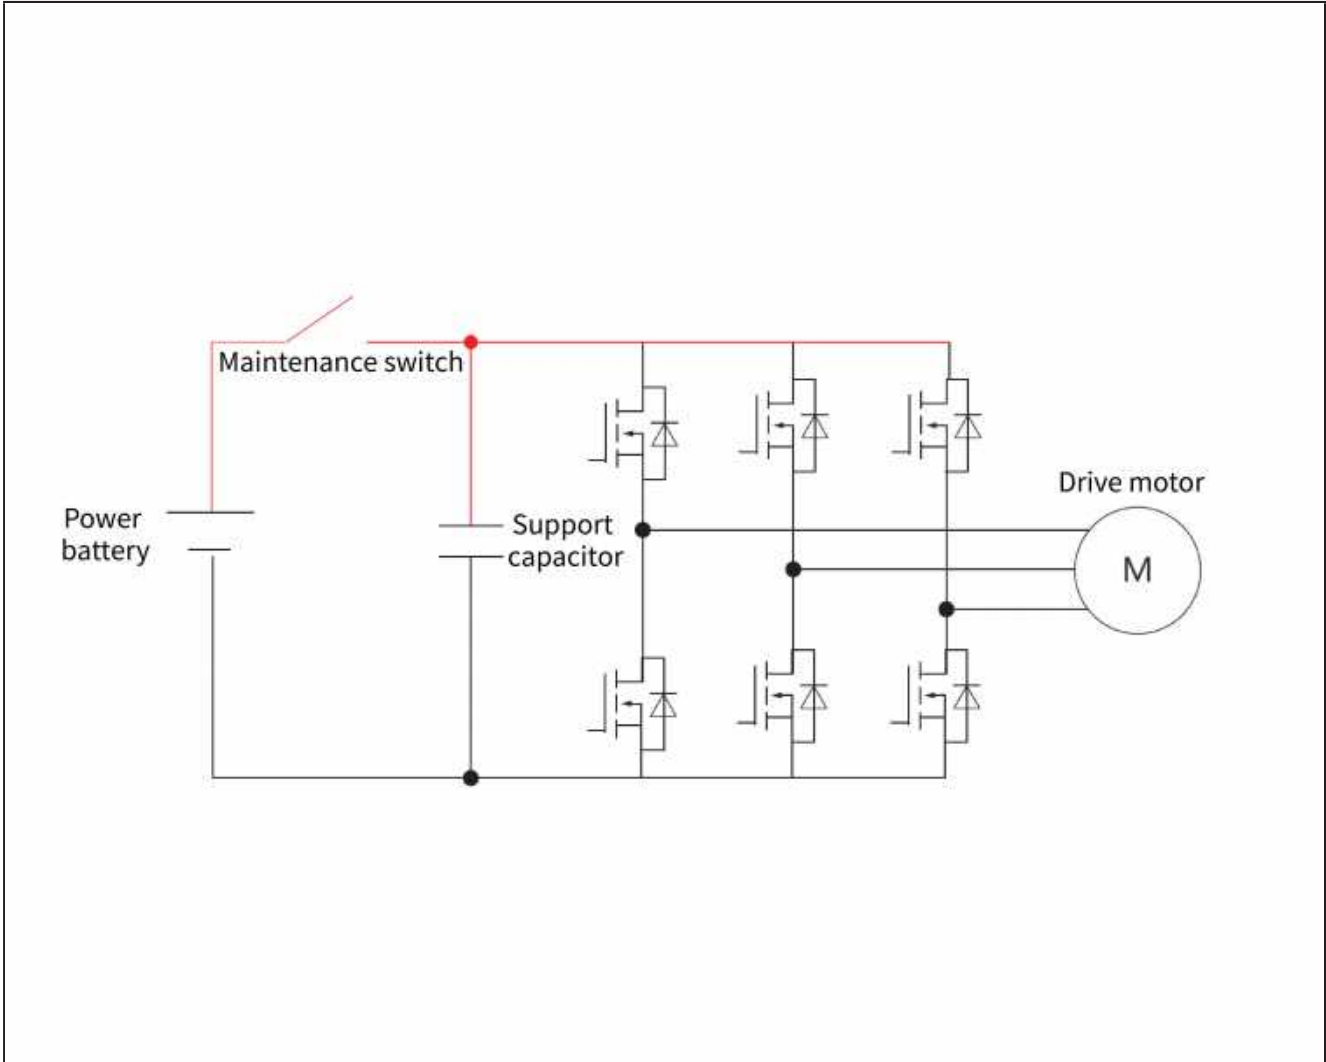 Maintenance switch
Drive motor
Power
battery
Support
capacitor
M